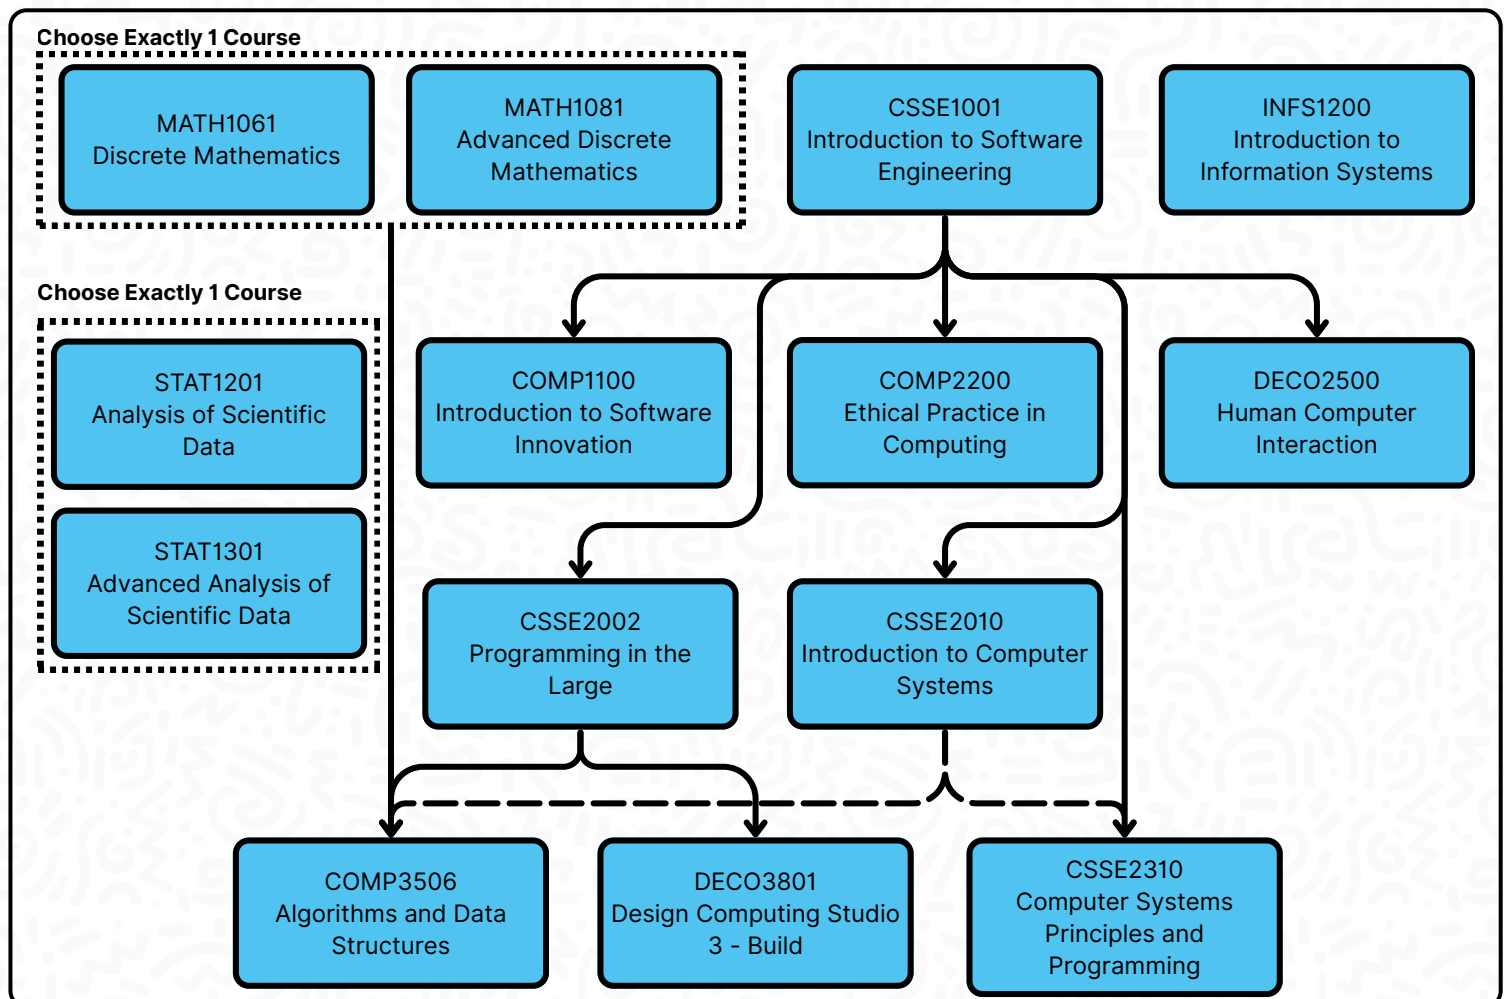 Choose Exactly 1 Course
MATH1061
Discrete Mathematics
MATH1081
Advanced Discrete
Mathematics
CSSE1001
Introduction to Software
Engineering
INFS1200
Introduction to
Information Systems
Choose Exactly 1 Course
STAT1201
Analysis of Scientific
Data
STAT1301
Advanced Analysis of
Scientific Data
COMP1100
Introduction to Software
Innovation
COMP2200
Ethical Practice in
Computing
DECO2500
Human Computer
Interaction
CSSE2002
Programming in the
Large
CSSE2010
Introduction to Computer
Systems
COMP3506
Algorithms and Data
Structures
DECO3801
Design Computing Studio
3 - Build
CSSE2310
Computer Systems
Principles and
Programming